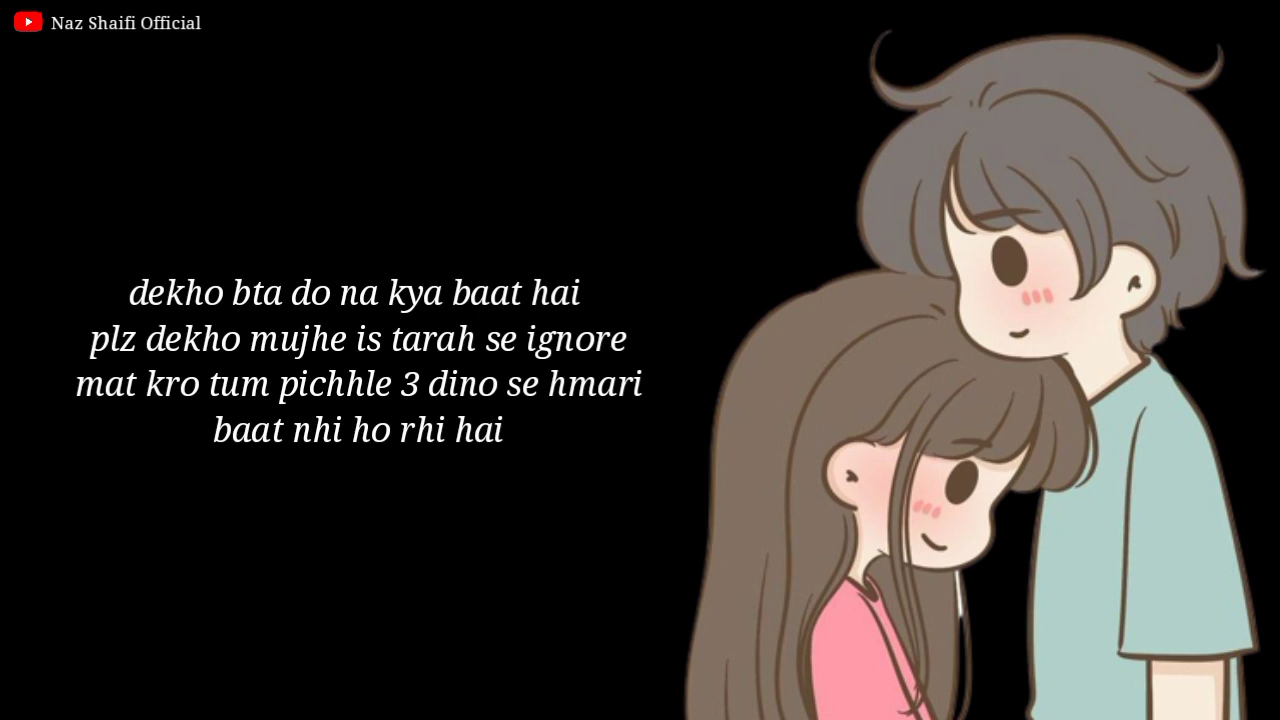 Naz Shaifi Official
dekho bta do na kya baat hai
plz dekho mujhe is tarah se ignore
mat kro tum pichhle 3 dino se hmari
baat nhi ho rhi hai